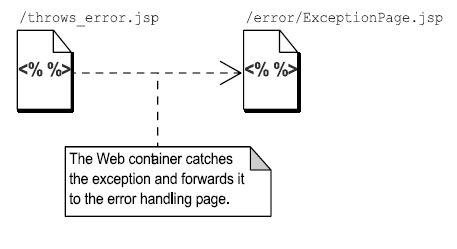 /throws_error.jsp /error/ExceptionPage.jsp
<% %> <% %>
The Web container catches
the exception and forwards it
to the error handling page.